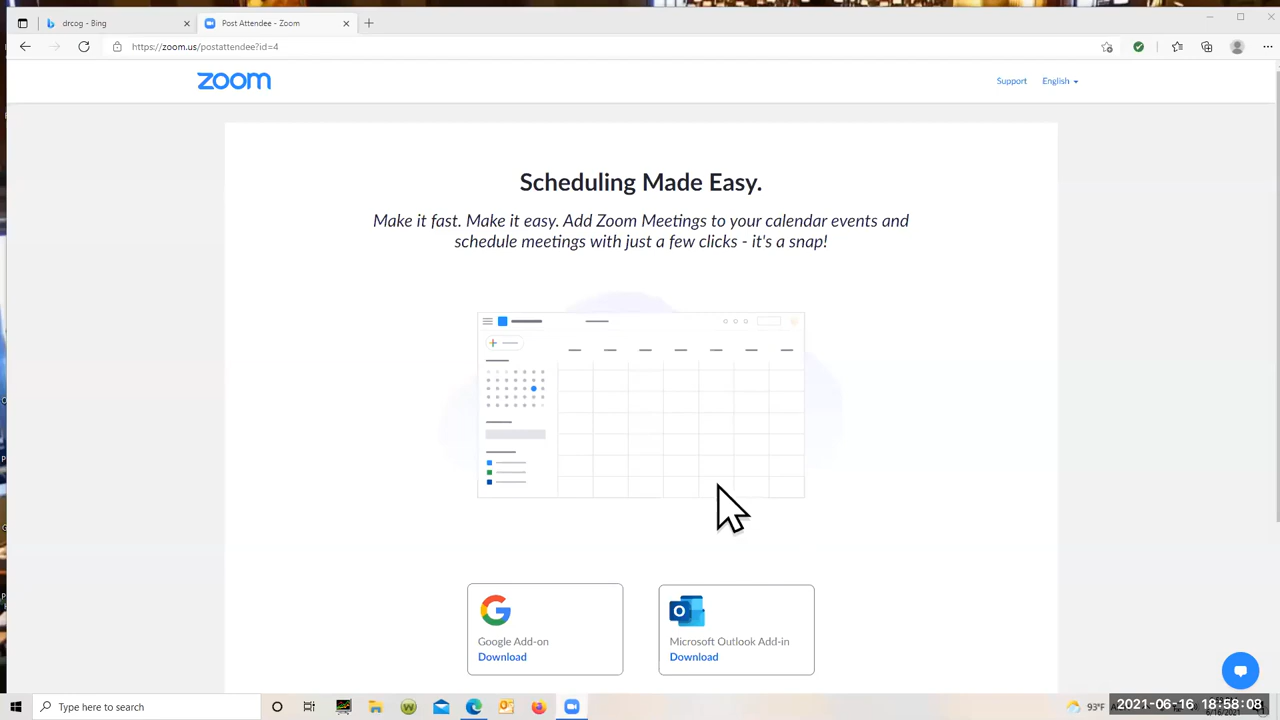 drcog - Bing
Post Attendee - Zoom
https://zoom.us/postattendee?id=4
zoom
Support
English
Scheduling Made Easy.
Make it fast. Make it easy. Add Zoom Meetings to your calendar events and
schedule meetings with just a few clicks - it's a snap!
Google Add-on
Download
Microsoft Outlook Add-in
Download
Type here to search
93°F
2021-06-16 18:58:08